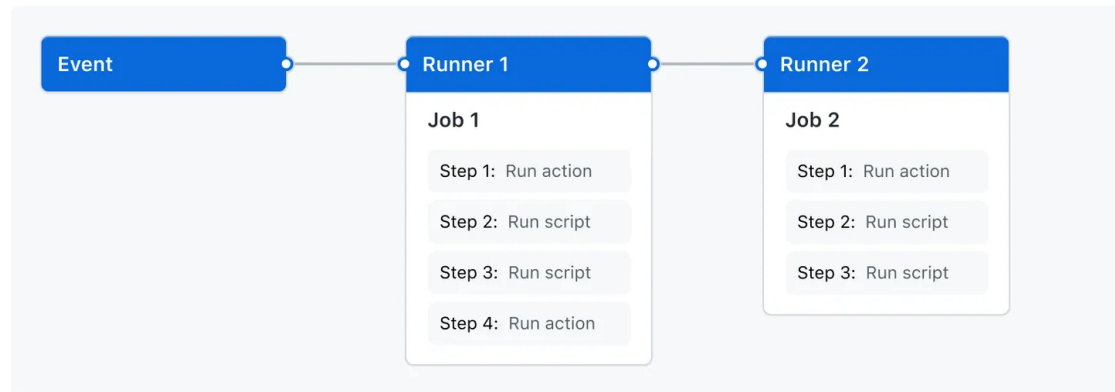 Event
Runner 1
Job 1
Step 1: Run action
Step 2: Run script
Step 3: Run script
Step 4: Run action
Runner 2
Job 2
Step 1: Run action
Step 2: Run script
Step 3: Run script